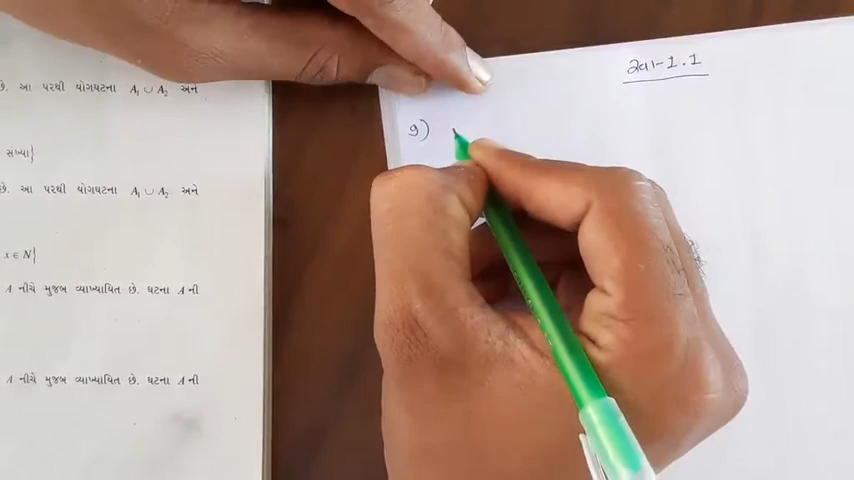 છે. આ પરથી યોગઘટના A₁ ∪ A₂ અને
સંખ્યા}
છે. આ પરથી યોગઘટના A₁ ∪ A₂ અને
x ∈ N}
A નીચે મુજબ વ્યાખ્યાયિત છે. ઘટના A ની
A નીચે મુજબ વ્યાખ્યાયિત છે. ઘટના A ની
સ્વા-1.1
9)